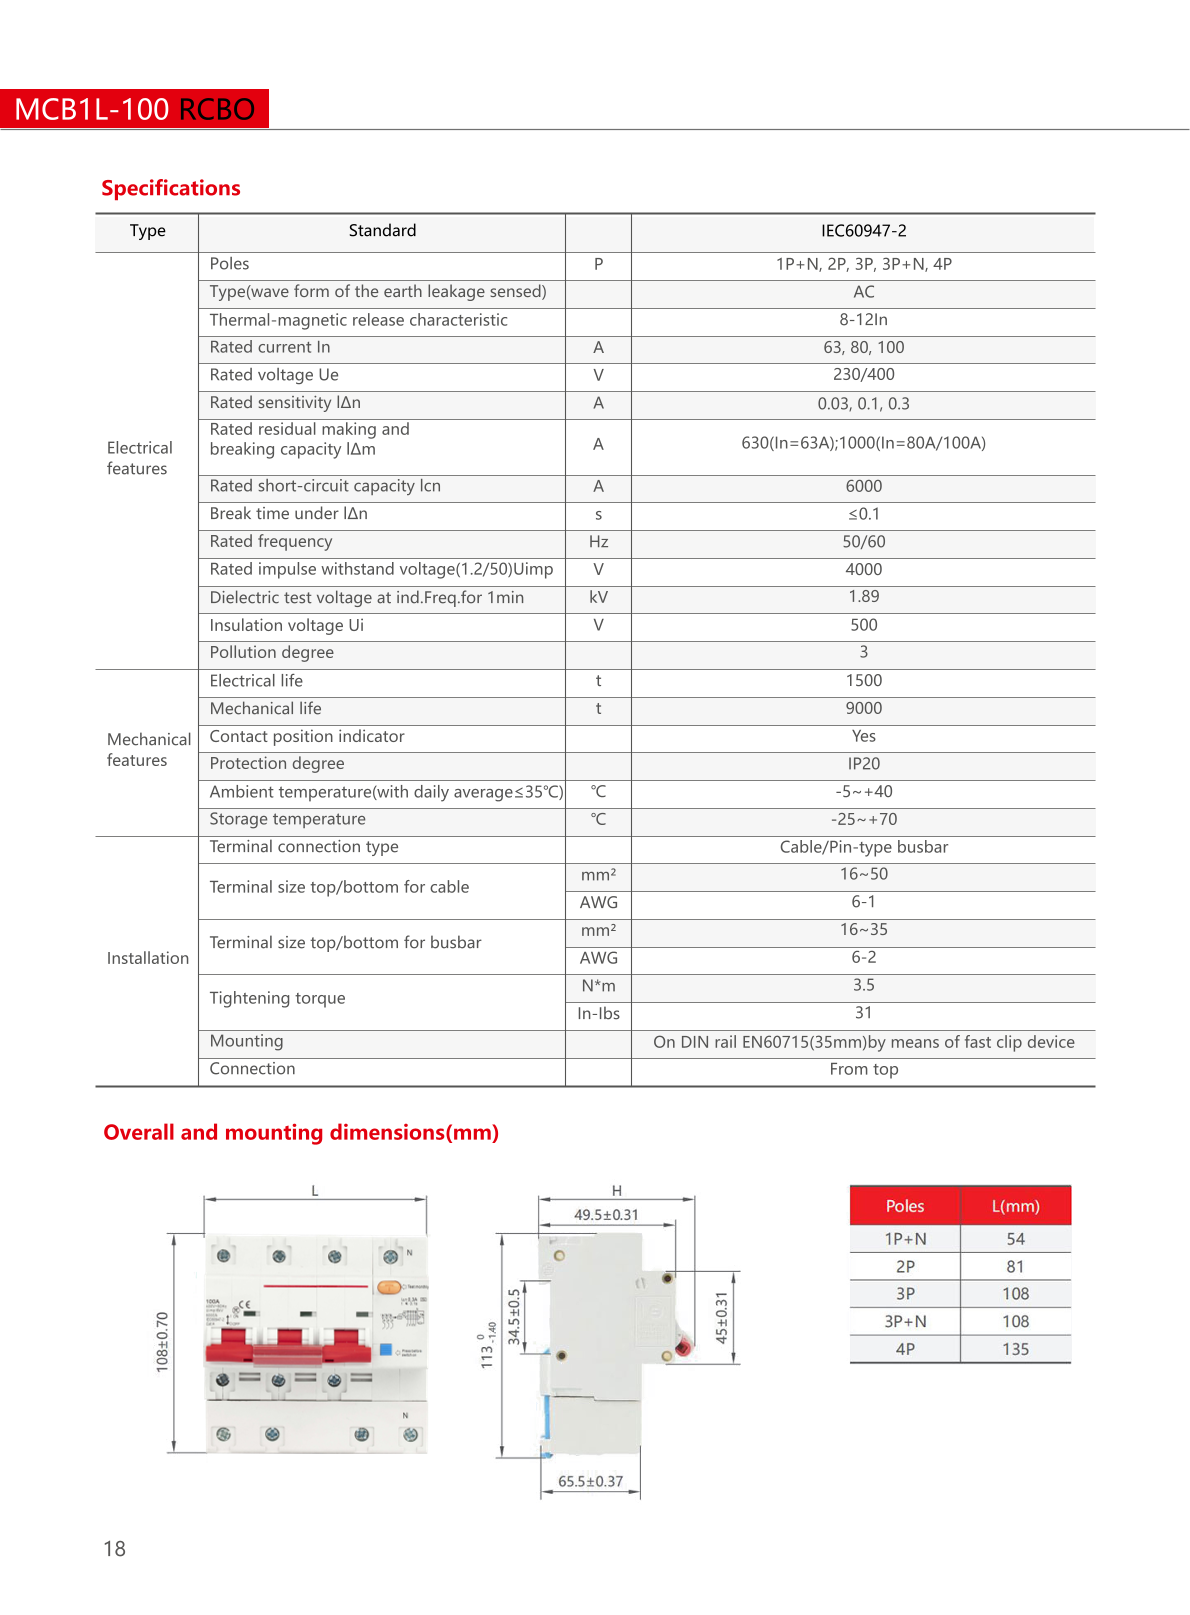 MCB1L-100 RCBO
Specifications
Type Standard IEC60947-2
Electrical
features
Poles P 1P+N, 2P, 3P, 3P+N, 4P
Type(wave form of the earth leakage sensed) AC
Thermal-magnetic release characteristic 8-12In
Rated current In A 63, 80, 100
Rated voltage Ue V 230/400
Rated sensitivity lΔn A 0.03, 0.1, 0.3
Rated residual making and
breaking capacity lΔm A 630(In=63A);1000(In=80A/100A)
Rated short-circuit capacity lcn A 6000
Break time under lΔn s ≤0.1
Rated frequency Hz 50/60
Rated impulse withstand voltage(1.2/50)Uimp V 4000
Dielectric test voltage at ind.Freq.for 1min kV 1.89
Insulation voltage Ui V 500
Pollution degree 3
Mechanical
features
Electrical life t 1500
Mechanical life t 9000
Contact position indicator Yes
Protection degree IP20
Ambient temperature(with daily average≤35℃) ℃ -5~+40
Storage temperature ℃ -25~+70
Installation
Terminal connection type Cable/Pin-type busbar
Terminal size top/bottom for cable mm² 16~50
AWG 6-1
Terminal size top/bottom for busbar mm² 16~35
AWG 6-2
Tightening torque N*m 3.5
In-Ibs 31
Mounting On DIN rail EN60715(35mm)by means of fast clip device
Connection From top
Overall and mounting dimensions(mm)
L
108±0.70
N
100A
CE
N
H
49.5±0.31
113 0 -1.40
34.5±0.5
45±0.31
65.5±0.37
Poles L(mm)
1P+N 54
2P 81
3P 108
3P+N 108
4P 135
18